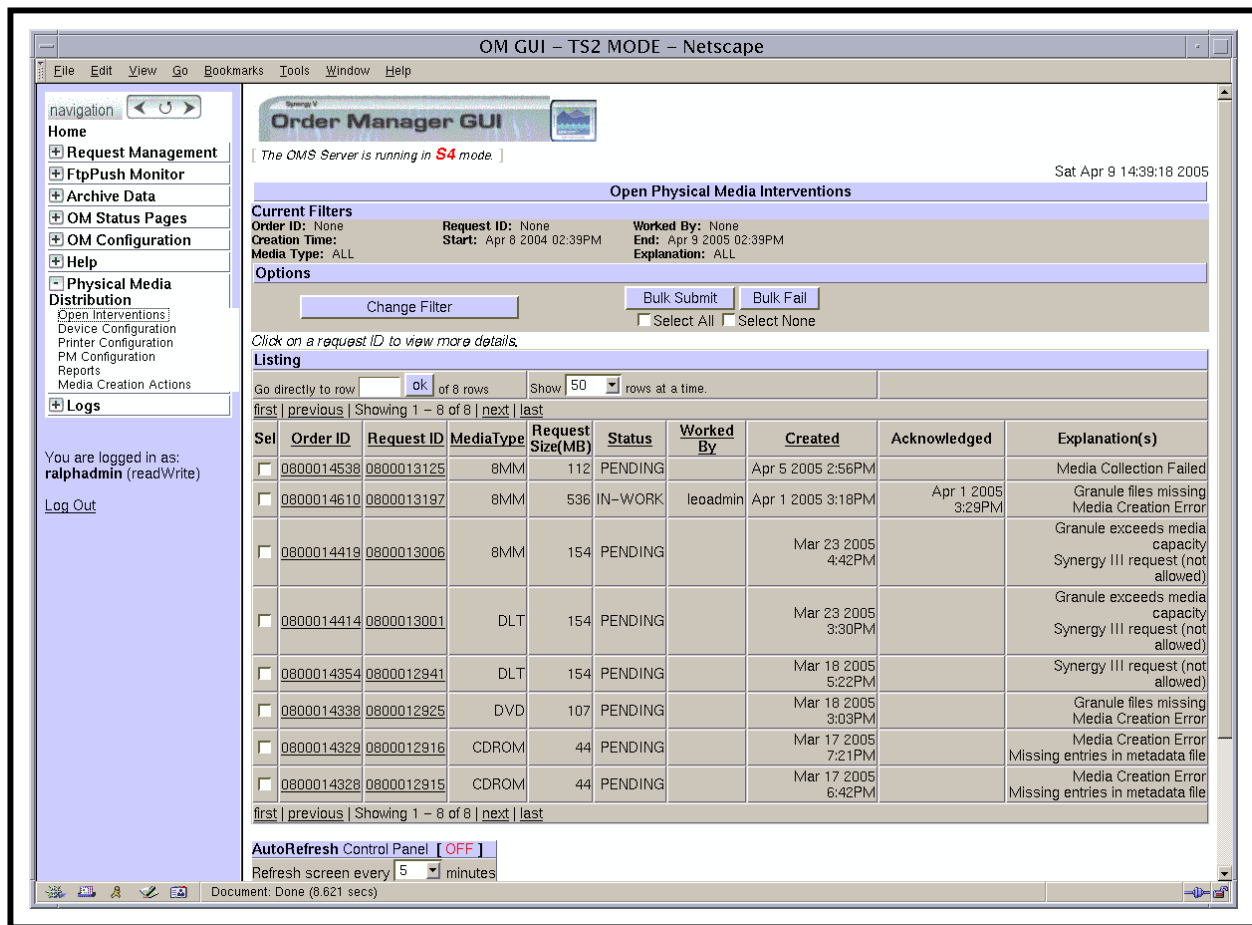 OM GUI – TS2 MODE – Netscape
File Edit View Go Bookmarks Tools Window Help
navigation
Home
Request Management
FtpPush Monitor
Archive Data
OM Status Pages
OM Configuration
Help
Physical Media
Distribution
Open Interventions
Device Configuration
Printer Configuration
PM Configuration
Reports
Media Creation Actions
Logs
You are logged in as:
ralphadmin (readWrite)
Log Out
Synergy V
Order Manager GUI
[ The OMS Server is running in S4 mode. ]
Sat Apr 9 14:39:18 2005
Open Physical Media Interventions
Current Filters
Order ID: None Request ID: None Worked By: None
Creation Time: Start: Apr 8 2004 02:39PM End: Apr 9 2005 02:39PM
Media Type: ALL Explanation: ALL
Options
Change Filter Bulk Submit Bulk Fail
Select All Select None
Click on a request ID to view more details.
Listing
Go directly to row ok of 8 rows Show 50 rows at a time.
first | previous | Showing 1 – 8 of 8 | next | last
Sel Order ID Request ID MediaType Request Size(MB) Status Worked By Created Acknowledged Explanation(s)
0800014538 0800013125 8MM 112 PENDING Apr 5 2005 2:56PM Media Collection Failed
0800014610 0800013197 8MM 536 IN–WORK leoadmin Apr 1 2005 3:18PM Apr 1 2005 3:29PM Granule files missing Media Creation Error
0800014419 0800013006 8MM 154 PENDING Mar 23 2005 4:42PM Granule exceeds media capacity Synergy III request (not allowed)
0800014414 0800013001 DLT 154 PENDING Mar 23 2005 3:30PM Granule exceeds media capacity Synergy III request (not allowed)
0800014354 0800012941 DLT 154 PENDING Mar 18 2005 5:22PM Synergy III request (not allowed)
0800014338 0800012925 DVD 107 PENDING Mar 18 2005 3:03PM Granule files missing Media Creation Error
0800014329 0800012916 CDROM 44 PENDING Mar 17 2005 7:21PM Media Creation Error Missing entries in metadata file
0800014328 0800012915 CDROM 44 PENDING Mar 17 2005 6:42PM Media Creation Error Missing entries in metadata file
first | previous | Showing 1 – 8 of 8 | next | last
AutoRefresh Control Panel [ OFF ]
Refresh screen every 5 minutes
Document: Done (8.621 secs)